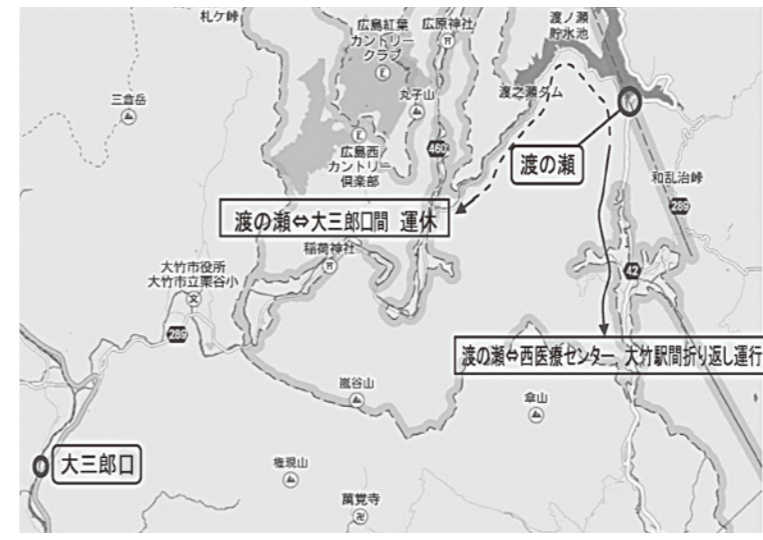 札ケ峠
広島紅葉
カントリー
クラブ
広原神社
渡ノ瀬
貯水池
三倉岳
丸子山
渡之瀬ダム
広島西
カントリー
倶楽部
460
渡の瀬
和乱治峠
289
渡の瀬⇔大三郎口間 運休
稲荷神社
大竹市役所
大竹市立栗谷小
文
42
289
渡の瀬⇔西医療センター 大竹駅間折り返し運行
嵐谷山
傘山
大三郎口
権現山
萬覚寺